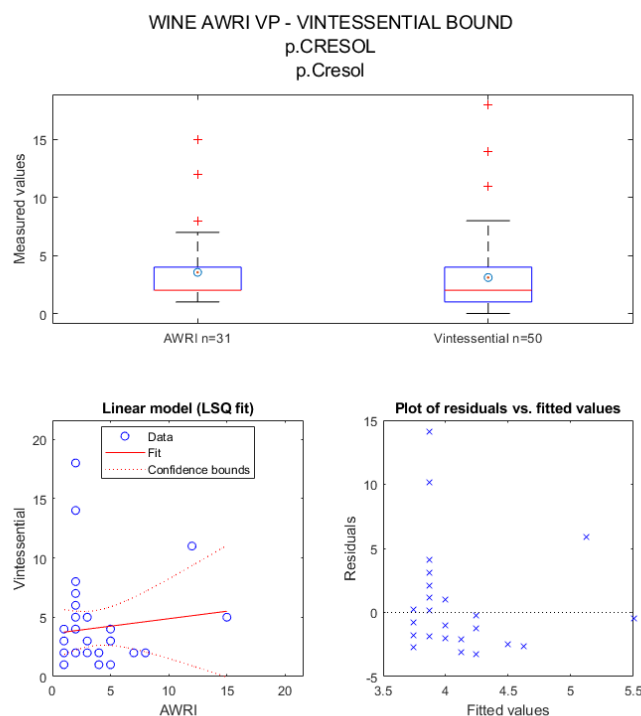 WINE AWRI VP - VINTESSENTIAL BOUND
p.CRESOL
p.Cresol
Measured values
15
10
5
0
AWRI n=31
Vintessential n=50
Linear model (LSQ fit)
Vintessential
20
15
10
5
0
Data
Fit
Confidence bounds
0
5
10
15
20
AWRI
Plot of residuals vs. fitted values
Residuals
15
10
5
0
-5
3.5
4
4.5
5
5.5
Fitted values